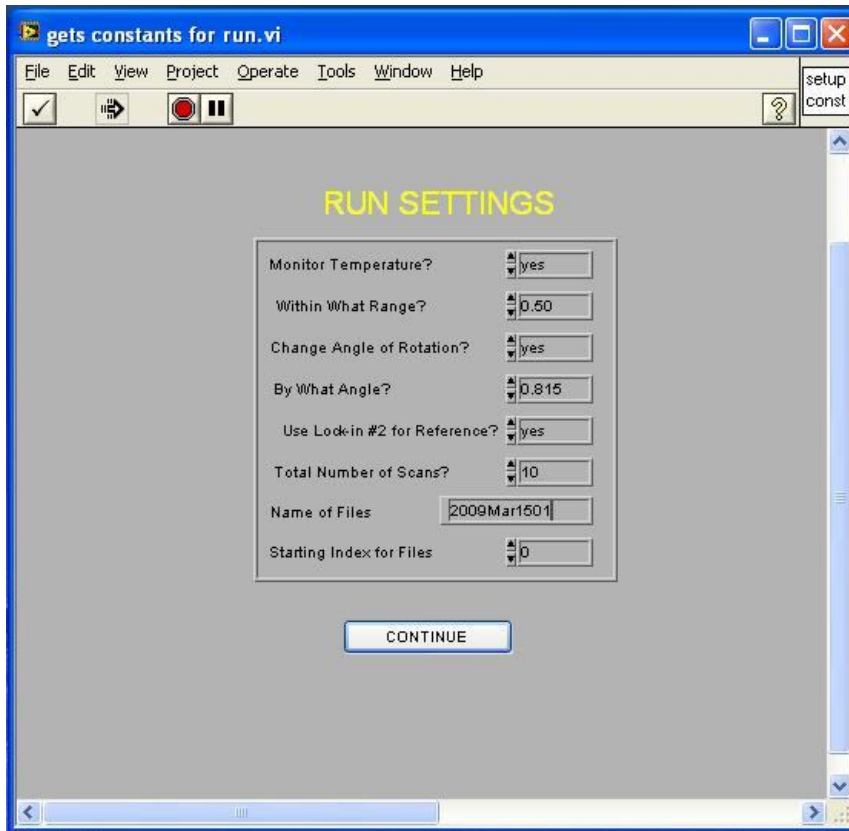 gets constants for run.vi
File Edit View Project Operate Tools Window Help
setup
const
RUN SETTINGS
Monitor Temperature? yes
Within What Range? 0.50
Change Angle of Rotation? yes
By What Angle? 0.815
Use Lock-in #2 for Reference? yes
Total Number of Scans? 10
Name of Files 2009Mar1501
Starting Index for Files 0
CONTINUE